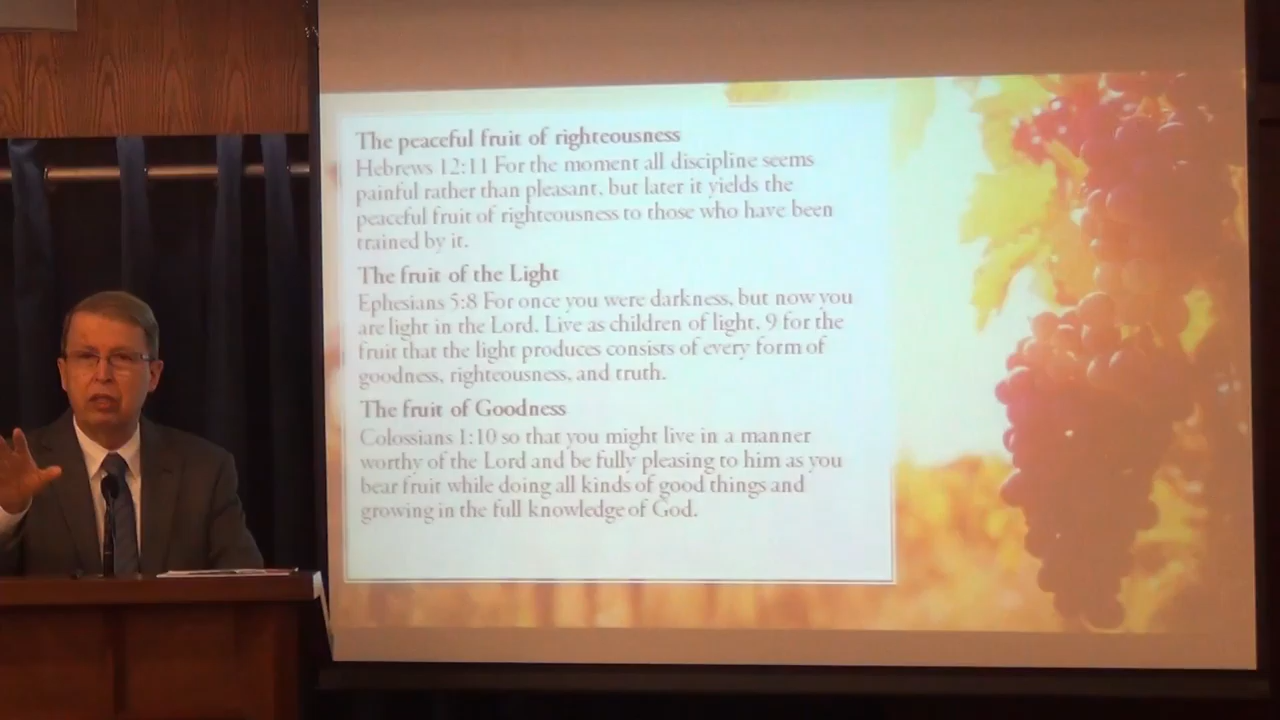 The peaceful fruit of righteousness
Hebrews 12:11 For the moment all discipline seems
painful rather than pleasant, but later it yields the
peaceful fruit of righteousness to those who have been
trained by it.
The fruit of the Light
Ephesians 5:8 For once you were darkness, but now you
are light in the Lord. Live as children of light, 9 for the
fruit that the light produces consists of every form of
goodness, righteousness, and truth.
The fruit of Goodness
Colossians 1:10 so that you might live in a manner
worthy of the Lord and be fully pleasing to him as you
bear fruit while doing all kinds of good things and
growing in the full knowledge of God.